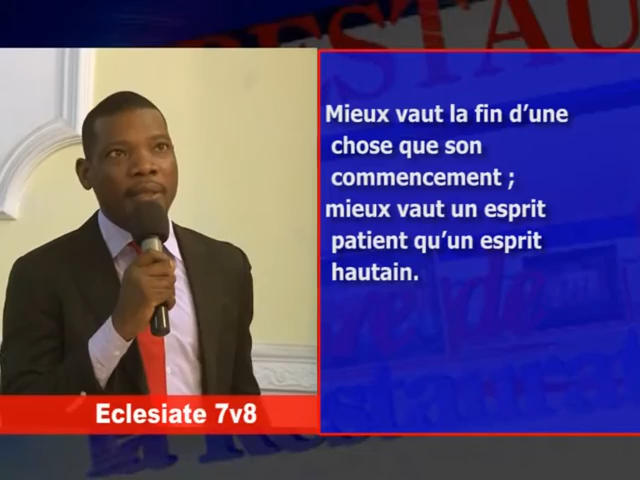 RESTAU
Mieux vaut la fin d’une
chose que son
commencement ;
mieux vaut un esprit
patient qu’un esprit
hautain.
Eclesiate 7v8